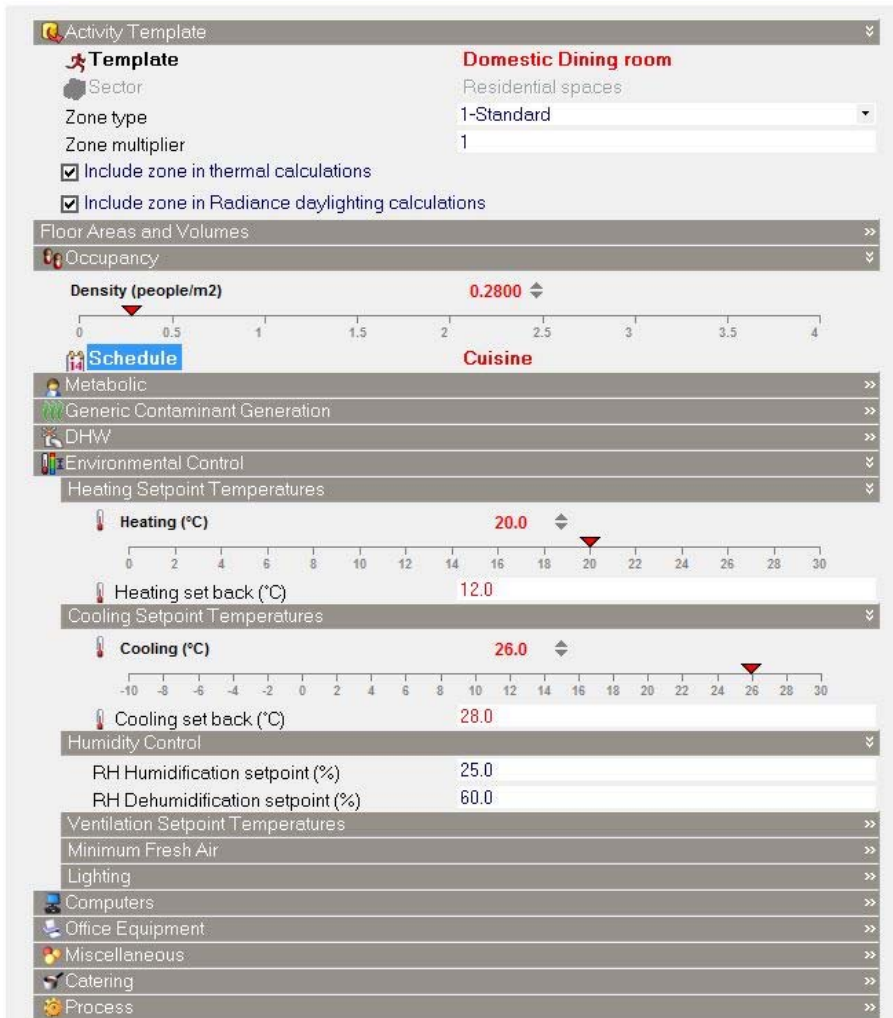 Activity Template
Template Domestic Dining room
Sector Residential spaces
Zone type 1-Standard
Zone multiplier 1
Include zone in thermal calculations
Include zone in Radiance daylighting calculations
Floor Areas and Volumes
Occupancy
Density (people/m2) 0.2800
0 0.5 1 1.5 2 2.5 3 3.5 4
14 Schedule Cuisine
Metabolic
Generic Contaminant Generation
DHW
Environmental Control
Heating Setpoint Temperatures
Heating (°C) 20.0
0 2 4 6 8 10 12 14 16 18 20 22 24 26 28 30
Heating set back (°C) 12.0
Cooling Setpoint Temperatures
Cooling (°C) 26.0
-10 -8 -6 -4 -2 0 2 4 6 8 10 12 14 16 18 20 22 24 26 28 30
Cooling set back (°C) 28.0
Humidity Control
RH Humidification setpoint (%) 25.0
RH Dehumidification setpoint (%) 60.0
Ventilation Setpoint Temperatures
Minimum Fresh Air
Lighting
Computers
Office Equipment
Miscellaneous
Catering
Process